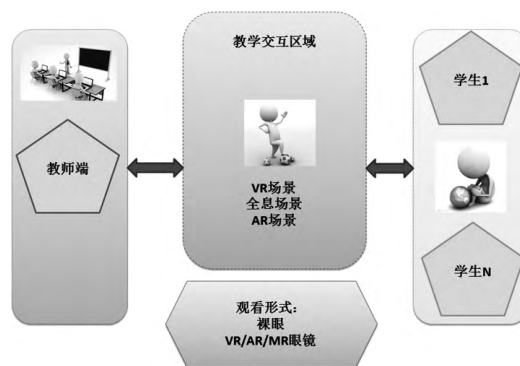 教学交互区域
教师端
VR场景
全息场景
AR场景
学生1
学生N
观看形式：
裸眼
VR/AR/MR眼镜